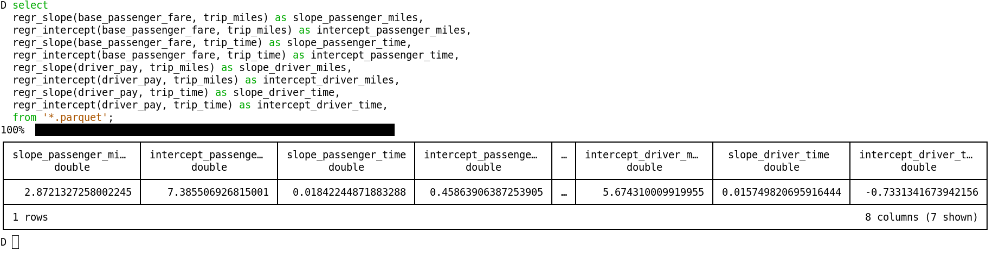 D select
regr_slope(base_passenger_fare, trip_miles) as slope_passenger_miles,
regr_intercept(base_passenger_fare, trip_miles) as intercept_passenger_miles,
regr_slope(base_passenger_fare, trip_time) as slope_passenger_time,
regr_intercept(base_passenger_fare, trip_time) as intercept_passenger_time,
regr_slope(driver_pay, trip_miles) as slope_driver_miles,
regr_intercept(driver_pay, trip_miles) as intercept_driver_miles,
regr_slope(driver_pay, trip_time) as slope_driver_time,
regr_intercept(driver_pay, trip_time) as intercept_driver_time,
from '*.parquet';
100%
slope_passenger_mi… intercept_passenge… slope_passenger_time intercept_passenge… … intercept_driver_m… slope_driver_time intercept_driver_t…
double double double double double double double
2.8721327258002245 7.385506926815001 0.01842244871883288 0.45863906387253905 … 5.674310009919955 0.015749820695916444 -0.7331341673942156
1 rows 8 columns (7 shown)
D